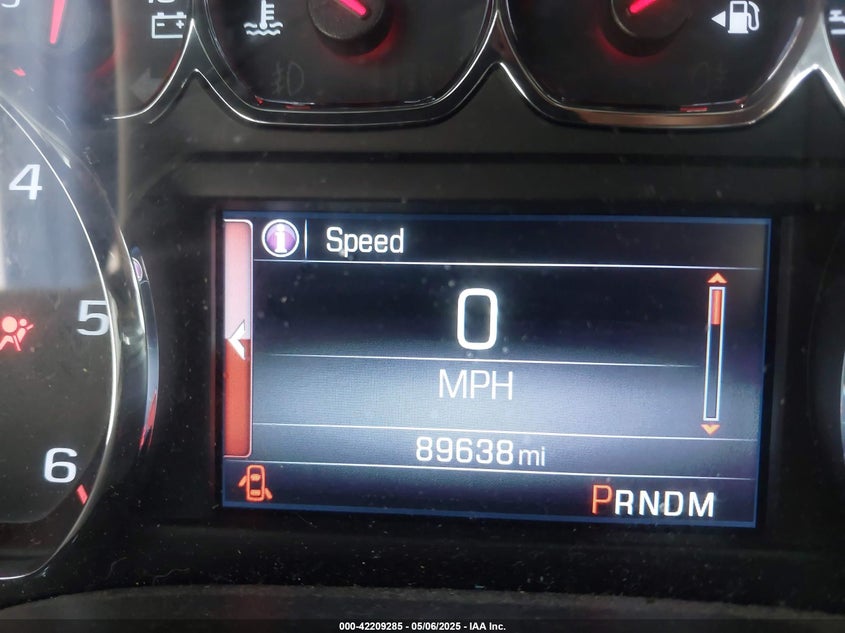 4
5
6
Speed
0
MPH
89638 mi
PRNDM
000-42209285 - 05/06/2025 - IAA Inc.